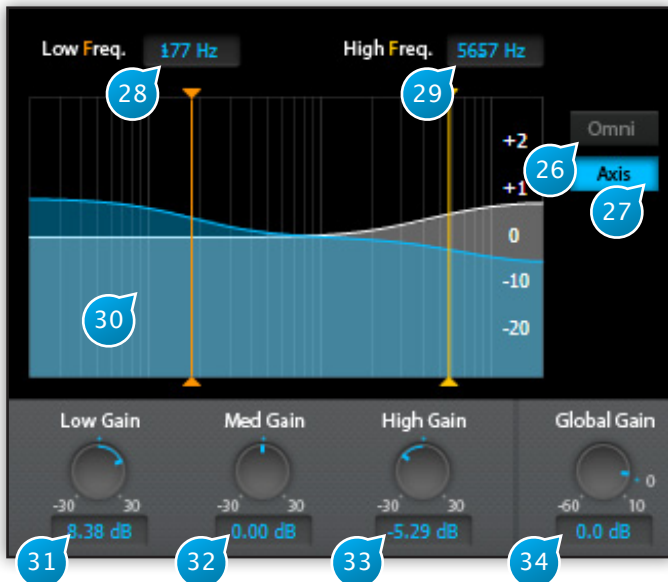 Low Freq. 177 Hz High Freq. 5657 Hz
28 29
Omni
+2
26
Axis
+1
27
0
-10
30
-20
Low Gain Med Gain High Gain Global Gain
0
-30 30 -30 30 -30 30 -60 10
8.38 dB 0.00 dB -5.29 dB 0.0 dB
31 32 33 34